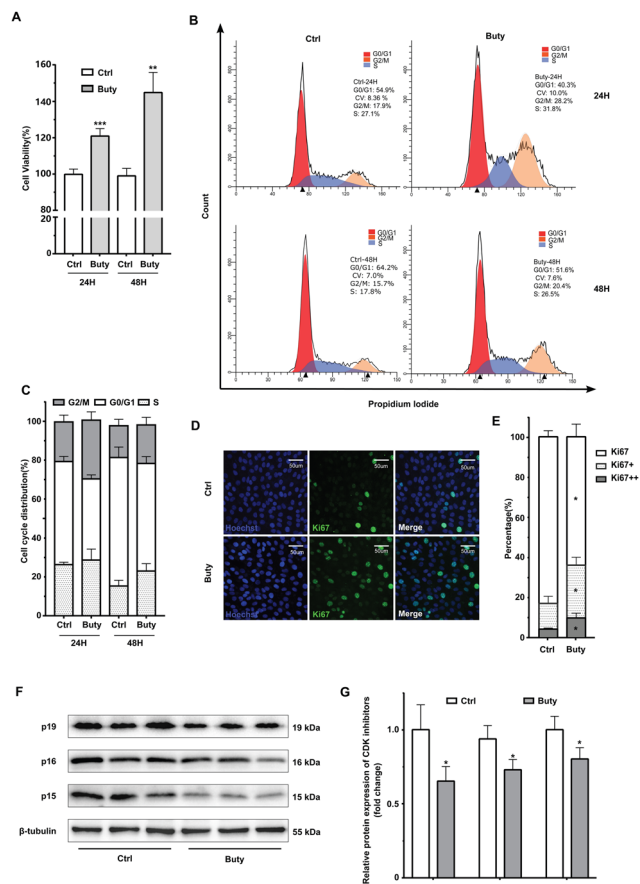 A
Ctrl
Buty
**
***
Cell Viability(%)
160
140
120
100
80
20
0
Ctrl Buty Ctrl Buty
24H 48H
B
Ctrl
Buty
G0/G1
G2/M
S
Ctrl-24H
G0/G1: 54.9%
CV: 8.36 %
G2/M: 17.9%
S: 27.1%
G0/G1
G2/M
S
Buty-24H
G0/G1: 40.3%
CV: 10.0%
G2/M: 28.2%
S: 31.8%
24H
Count
G0/G1
G2/M
S
Ctrl-48H
G0/G1: 64.2%
CV: 7.0%
G2/M: 15.7%
S: 17.8%
G0/G1
G2/M
S
Buty-48H
G0/G1: 51.6%
CV: 7.6%
G2/M: 20.4%
S: 26.5%
48H
Propidium Iodide
C
G2/M G0/G1 S
Cell cycle distribution(%)
100
80
60
40
20
0
Ctrl Buty Ctrl Buty
24H 48H
D
Ctrl
50um 50um 50um
Hoechst Ki67 Merge
Buty
50um 50um 50um
Hoechst Ki67 Merge
E
Ki67
Ki67+
Ki67++
Percentage(%)
100
80
60
40
20
0
*
*
*
Ctrl Buty
F
p19 19 kDa
p16 16 kDa
p15 15 kDa
β-tubulin 55 kDa
Ctrl Buty
G
Ctrl Buty
Relative protein expression of CDK inhibitors
(fold change)
1.0
0.5
0
* * *